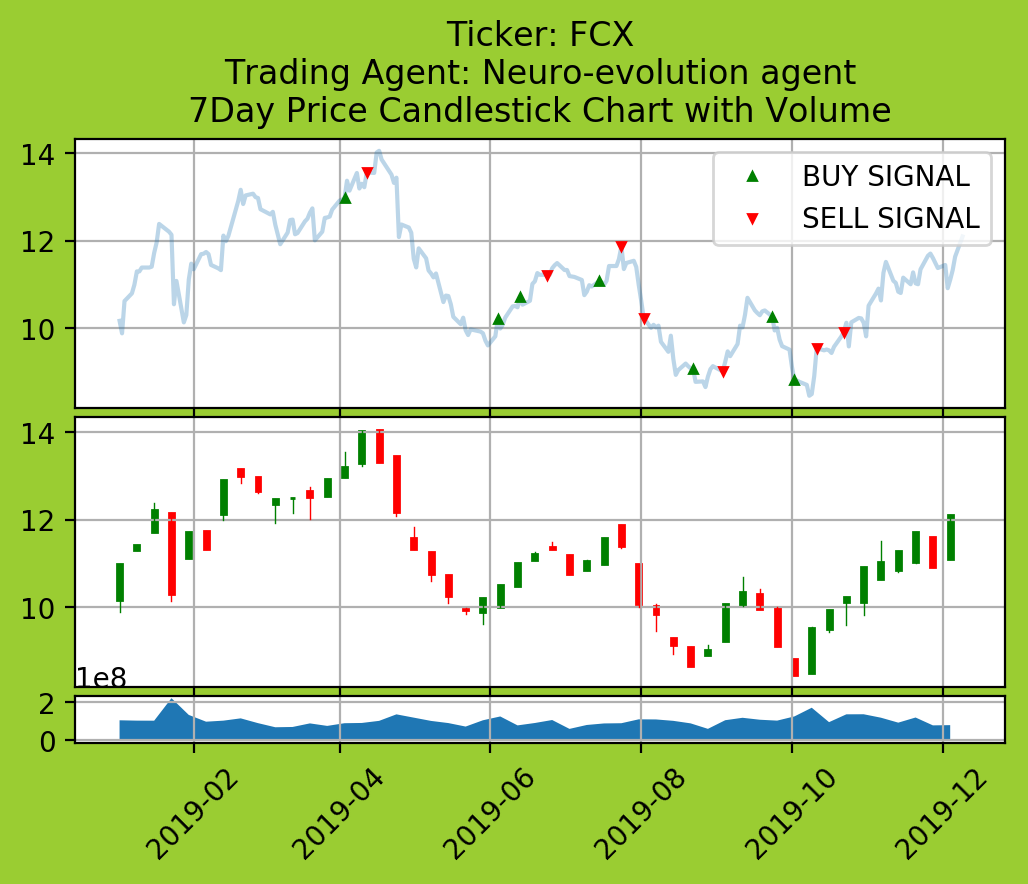 Ticker: FCX
Trading Agent: Neuro-evolution agent
7Day Price Candlestick Chart with Volume
14
12
10
BUY SIGNAL
SELL SIGNAL
14
12
10
1e8
2
0
2019-02
2019-04
2019-06
2019-08
2019-10
2019-12